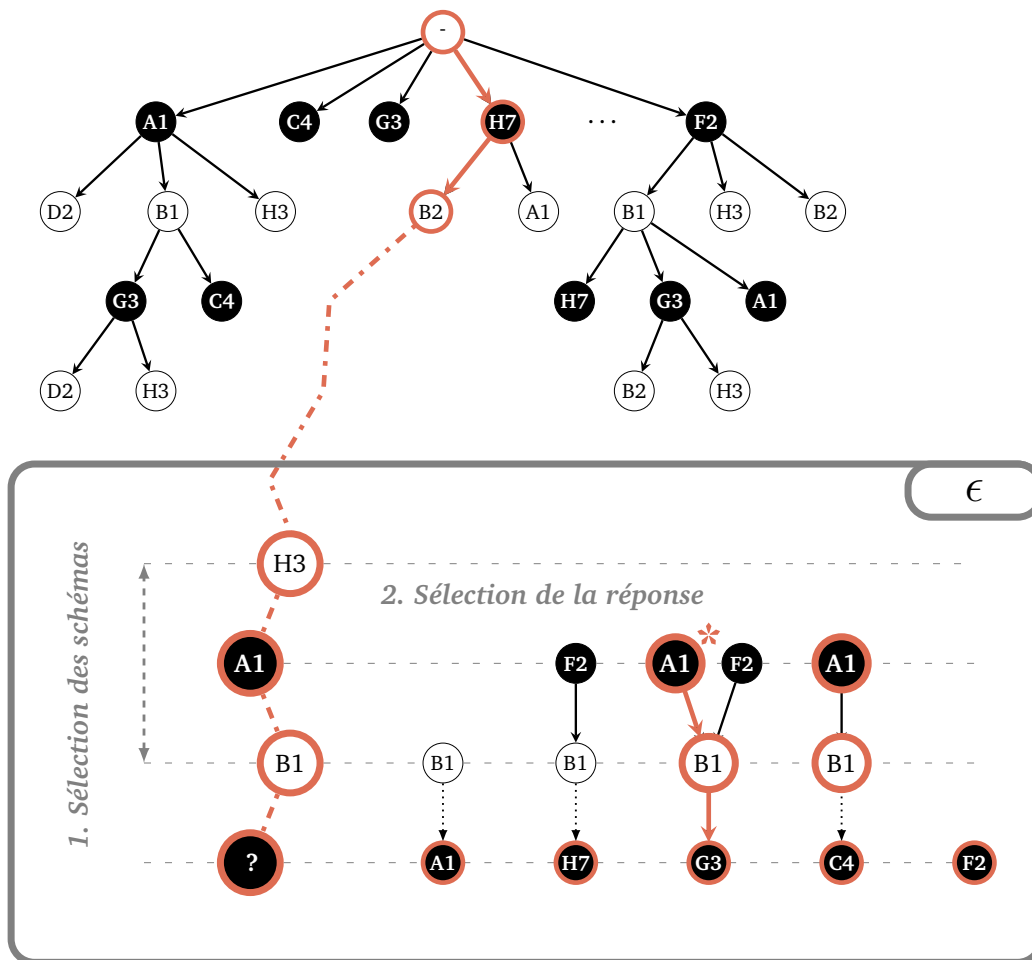 -
A1 C4 G3 H7 ... F2
D2 B1 H3 B2 A1 B1 H3 B2
G3 C4 H7 G3 A1
D2 H3 B2 H3
ϵ
1. Sélection des schémas
H3
2. Sélection de la réponse
A1 F2 A1 * F2 A1
B1 B1 B1 B1 B1
? A1 H7 G3 C4 F2